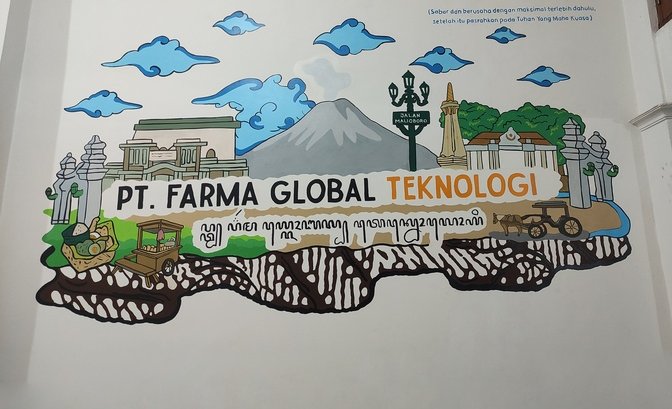 (Sabar dan berusaha dengan maksimal terlebih dahulu,
setelah itu pasrahkan pada Tuhan Yang Maha Kuasa)
JALAN
MALIOBORO
PT. FARMA GLOBAL TEKNOLOGI